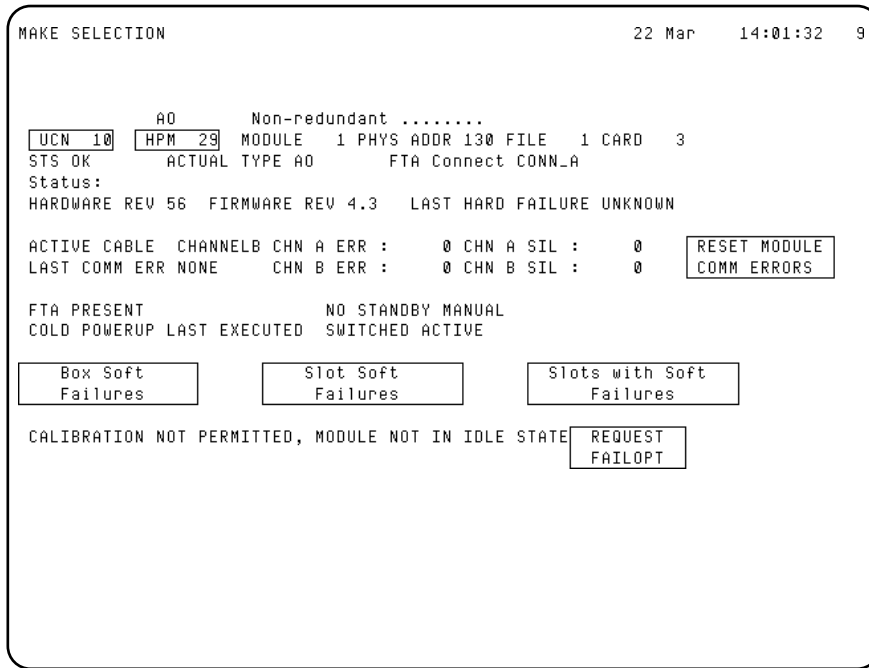 MAKE SELECTION 22 Mar 14:01:32 9
AO Non-redundant ........
UCN 10 HPM 29 MODULE 1 PHYS ADDR 130 FILE 1 CARD 3
STS OK ACTUAL TYPE AO FTA Connect CONN_A
Status:
HARDWARE REV 56 FIRMWARE REV 4.3 LAST HARD FAILURE UNKNOWN
ACTIVE CABLE CHANNELB CHN A ERR : 0 CHN A SIL : 0 RESET MODULE
LAST COMM ERR NONE CHN B ERR : 0 CHN B SIL : 0 COMM ERRORS
FTA PRESENT NO STANDBY MANUAL
COLD POWERUP LAST EXECUTED SWITCHED ACTIVE
Box Soft Slot Soft Slots with Soft
Failures Failures Failures
CALIBRATION NOT PERMITTED, MODULE NOT IN IDLE STATE REQUEST
FAILOPT